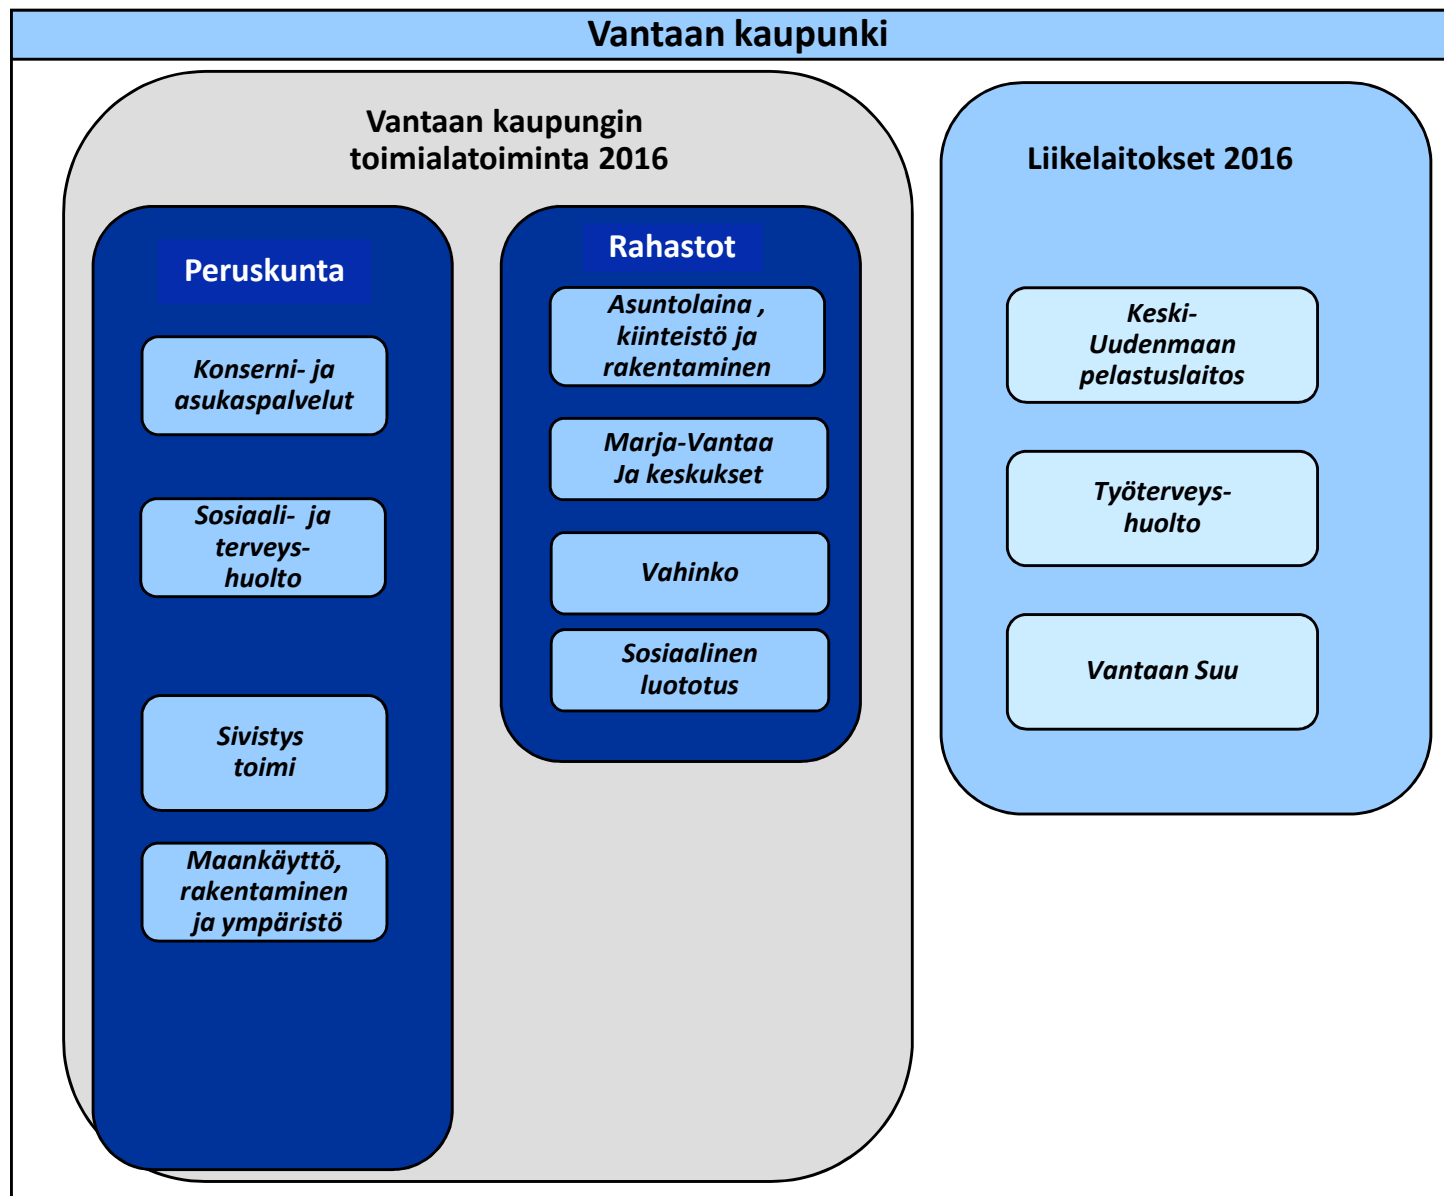 Vantaan kaupunki
Vantaan kaupungin
toimialatoiminta 2016
Peruskunta
Konserni- ja
asukaspalvelut
Sosiaali- ja
terveys-
huolto
Sivistys
toimi
Maankäyttö,
rakentaminen
ja ympäristö
Rahastot
Asuntolaina ,
kiinteistö ja
rakentaminen
Marja-Vantaa
Ja keskukset
Vahinko
Sosiaalinen
luototus
Liikelaitokset 2016
Keski-
Uudenmaan
pelastuslaitos
Työterveys-
huolto
Vantaan Suu